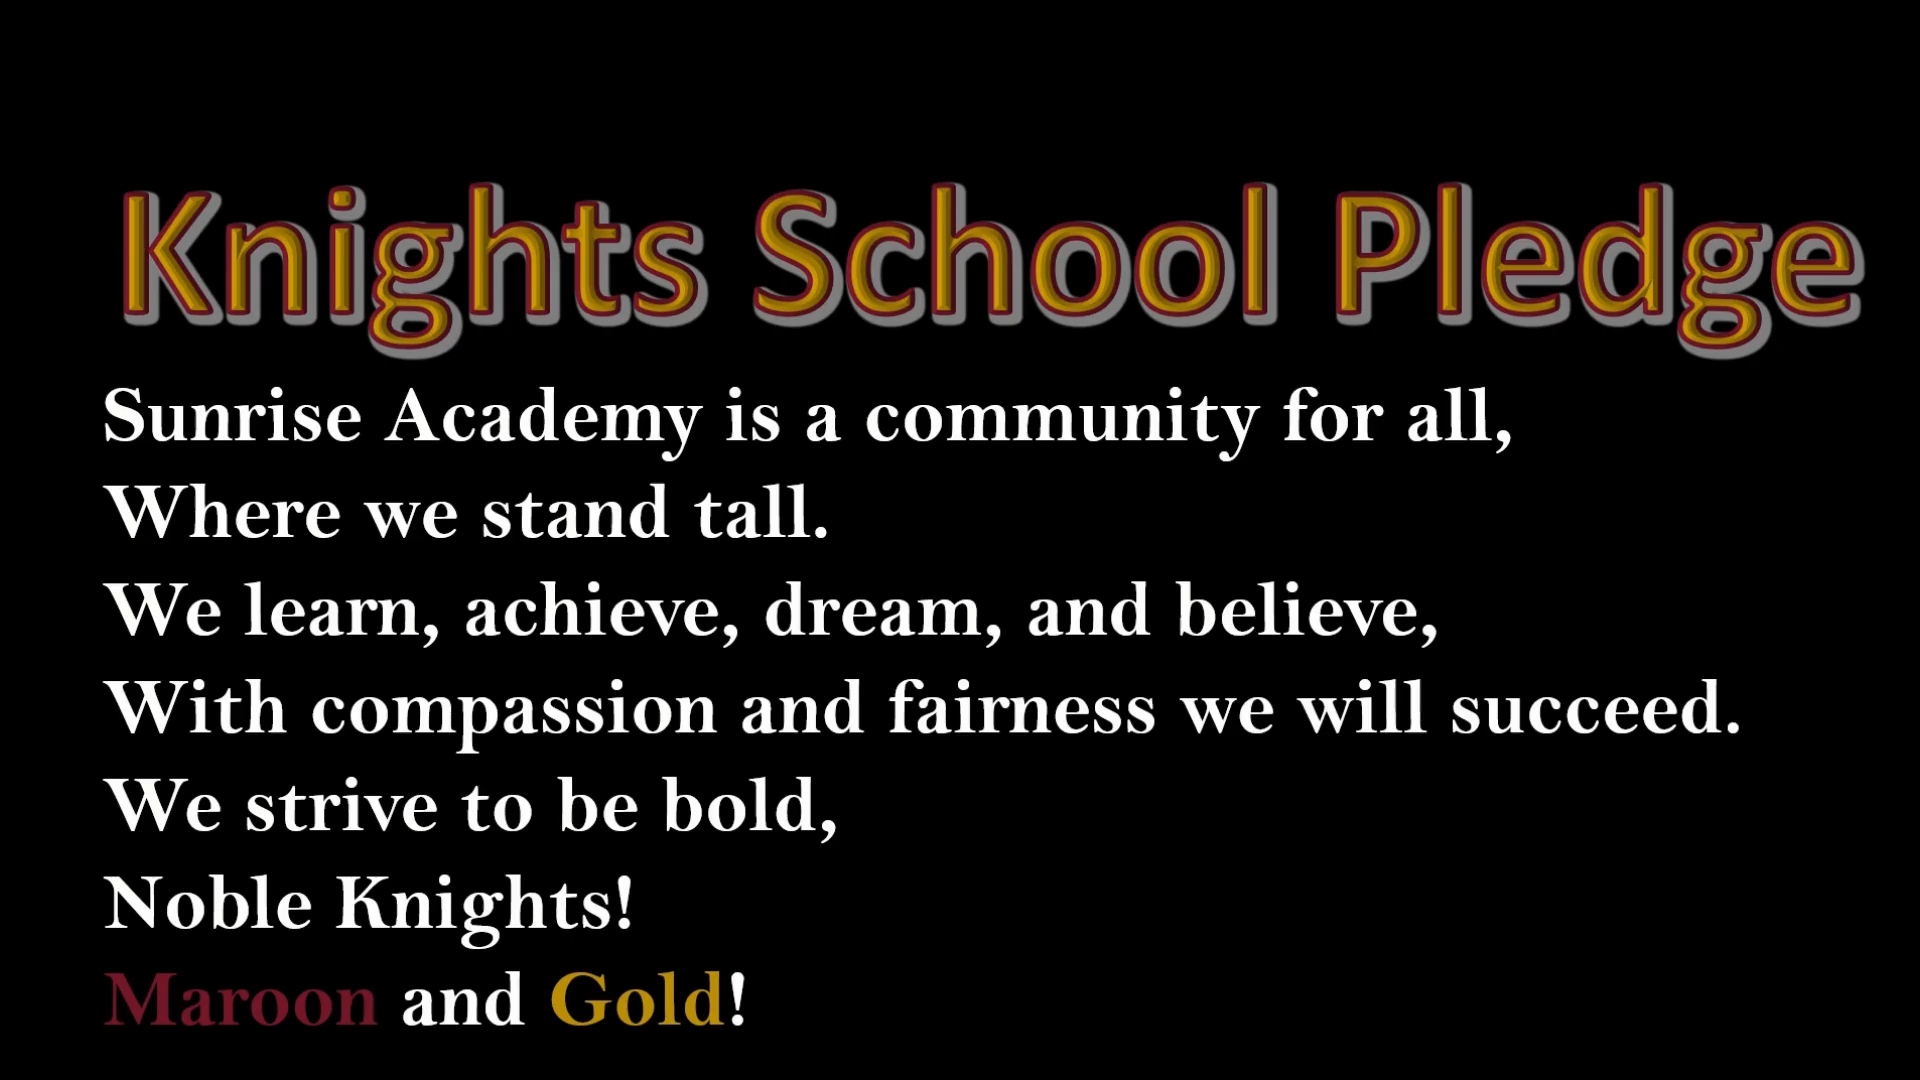 Knights School Pledge
Sunrise Academy is a community for all,
Where we stand tall.
We learn, achieve, dream, and believe,
With compassion and fairness we will succeed.
We strive to be bold,
Noble Knights!
Maroon and Gold!